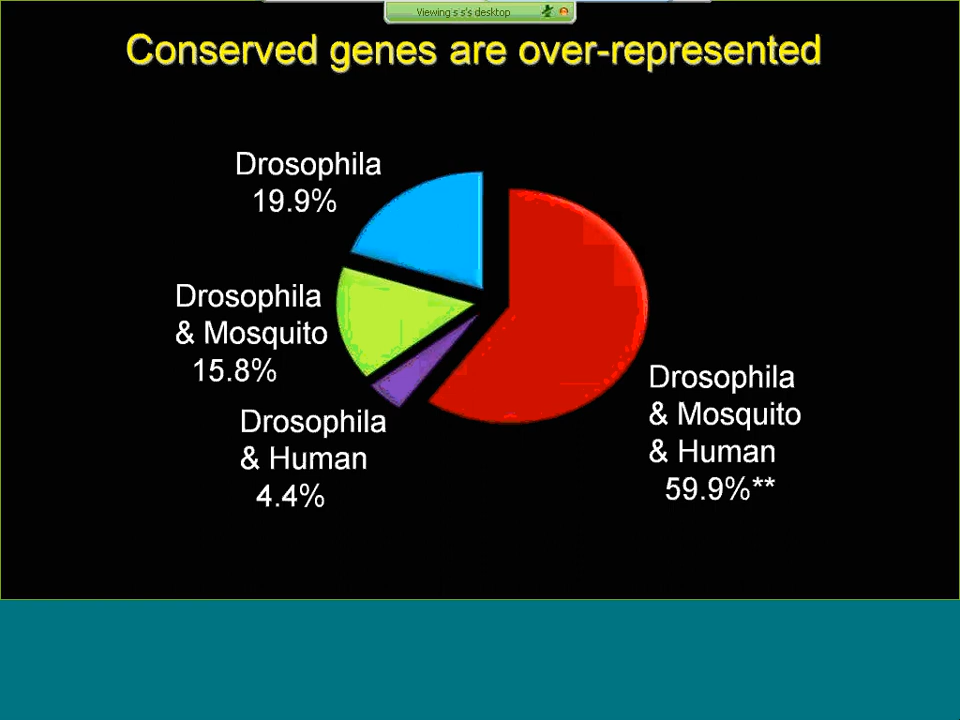 Viewing s's desktop
Conserved genes are over-represented
Drosophila
19.9%
Drosophila
& Mosquito
15.8%
Drosophila
& Human
4.4%
Drosophila
& Mosquito
& Human
59.9%**